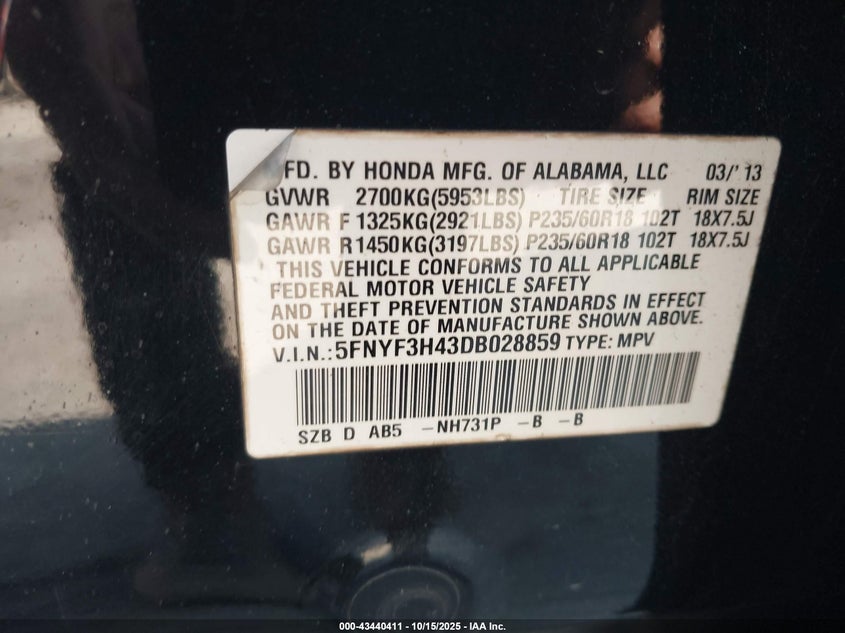 FD. BY HONDA MFG. OF ALABAMA, LLC 03/'13
GVWR 2700KG(5953LBS) TIRE SIZE RIM SIZE
GAWR F 1325KG(2921LBS) P235/60R18 102T 18X7.5J
GAWR R1450KG(3197LBS) P235/60R18 102T 18X7.5J
THIS VEHICLE CONFORMS TO ALL APPLICABLE
FEDERAL MOTOR VEHICLE SAFETY
AND THEFT PREVENTION STANDARDS IN EFFECT
ON THE DATE OF MANUFACTURE SHOWN ABOVE.
V.I.N.:5FNYF3H43DB028859 TYPE: MPV
SZB D AB5 -NH731P -B -B
000-43440411 - 10/15/2025 - IAA Inc.